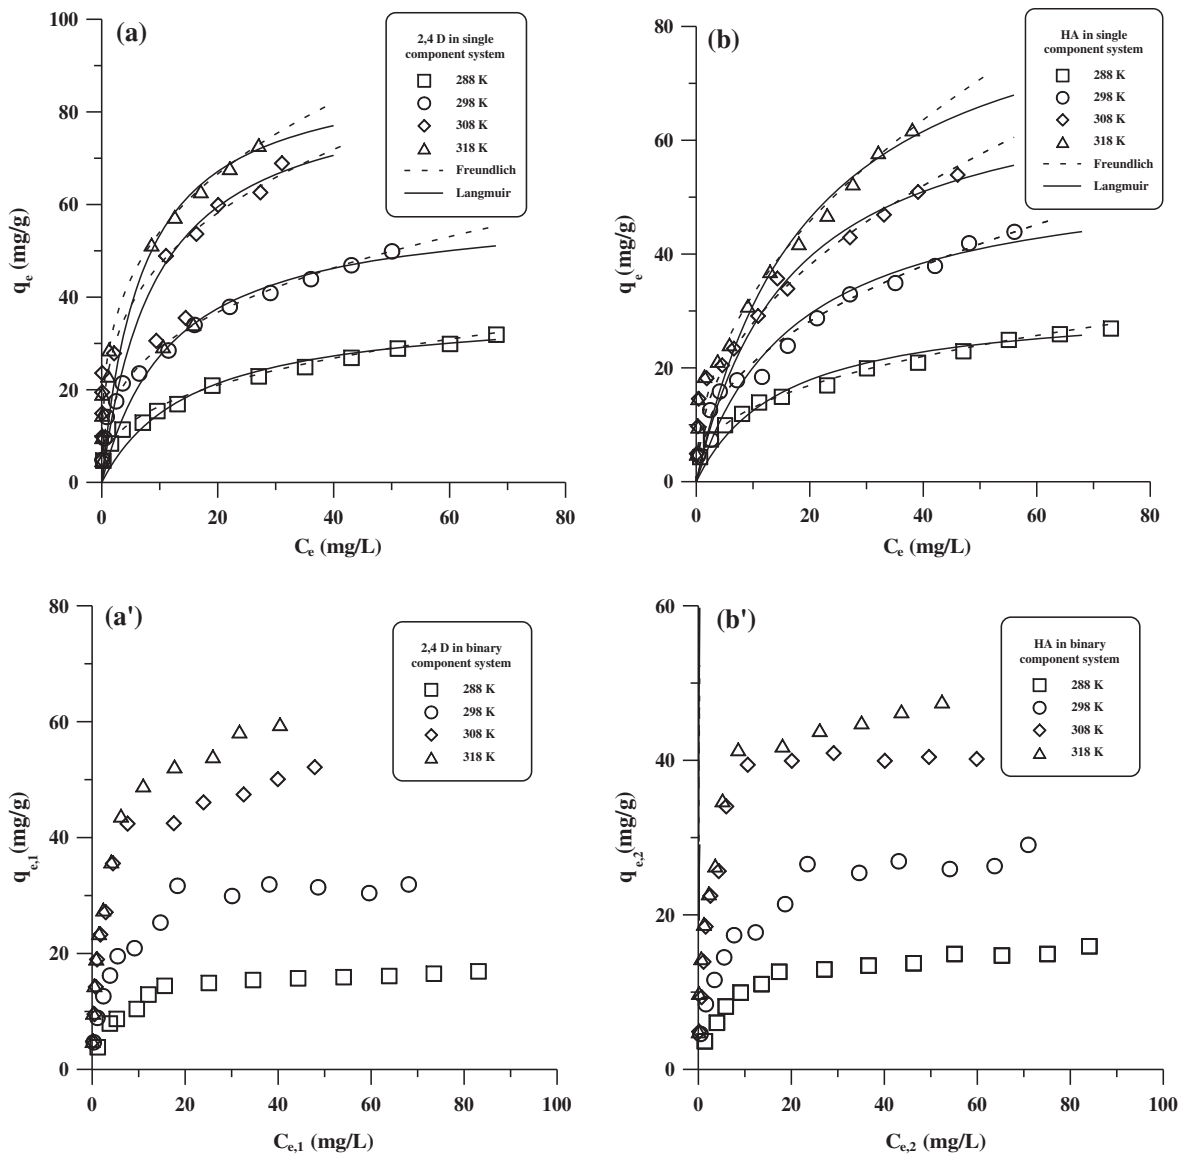 (a)
2,4 D in single
component system
288 K
298 K
308 K
318 K
Freundlich
Langmuir
100
80
60
40
20
0
q_e (mg/g)
0 20 40 60 80
C_e (mg/L)
(b)
HA in single
component system
288 K
298 K
308 K
318 K
Freundlich
Langmuir
80
60
40
20
0
q_e (mg/g)
0 20 40 60 80
C_e (mg/L)
(a')
2,4 D in binary
component system
288 K
298 K
308 K
318 K
80
60
40
20
0
q_e,1 (mg/g)
0 20 40 60 80 100
C_e,1 (mg/L)
(b')
HA in binary
component system
288 K
298 K
308 K
318 K
60
40
20
0
q_e,2 (mg/g)
0 20 40 60 80 100
C_e,2 (mg/L)